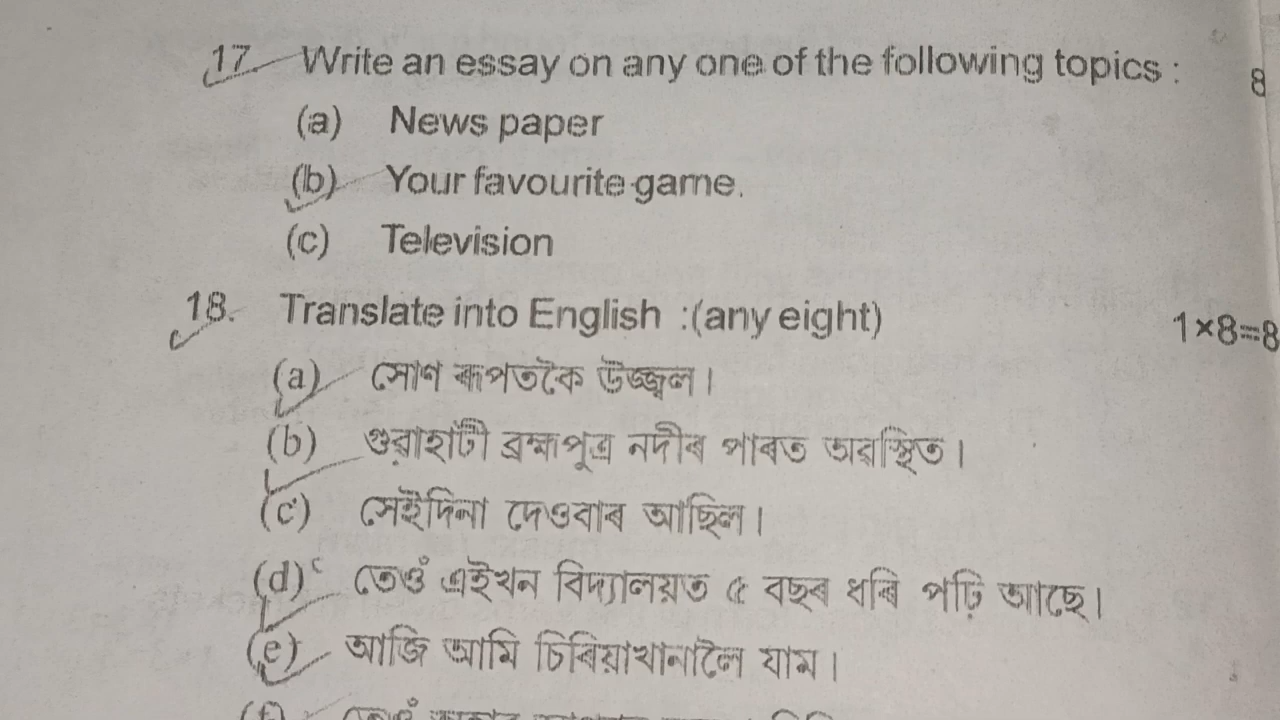 17. Write an essay on any one of the following topics : 8
(a) News paper
(b) Your favourite game.
(c) Television
18. Translate into English :(any eight) 1×8=8
(a) সোণ ৰূপতকৈ উজ্জ্বল।
(b) গুৱাহাটী ব্ৰহ্মপুত্ৰ নদীৰ পাৰত অৱস্থিত।
(c) সেইদিনা দেওবাৰ আছিল।
(d) তেওঁ এইখন বিদ্যালয়ত ৫ বছৰ ধৰি পঢ়ি আছে।
(e) আজি আমি চিৰিয়াখানালৈ যাম।
(f) তেওঁ